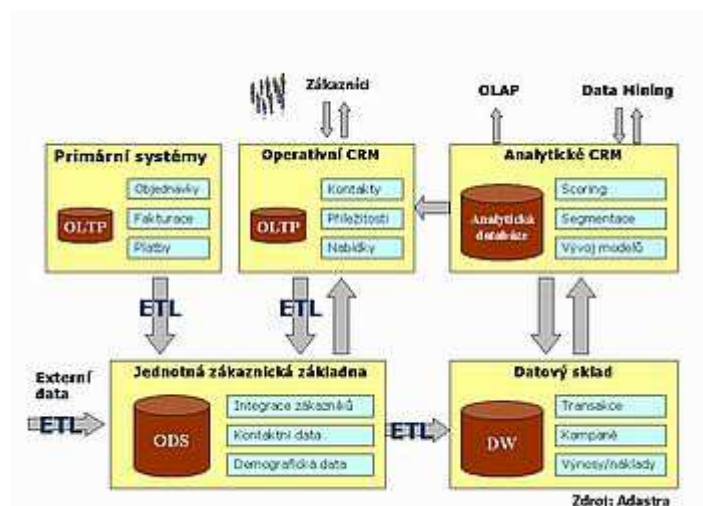 Zákazníci
OLAP
Data Mining
Primární systémy
OLTP
Objednávky
Fakturace
Platby
Operativní CRM
OLTP
Kontakty
Příležitosti
Nabídky
Analytické CRM
Analytická
databáze
Scoring
Segmentace
Vývoj modelů
ETL
ETL
Externí
data
ETL
Jednotná zákaznická základna
ODS
Integrace zákazníků
Kontaktní data
Demografická data
ETL
Datový sklad
DW
Transakce
Kampaně
Výnosy/náklady
Zdroj: Adastra